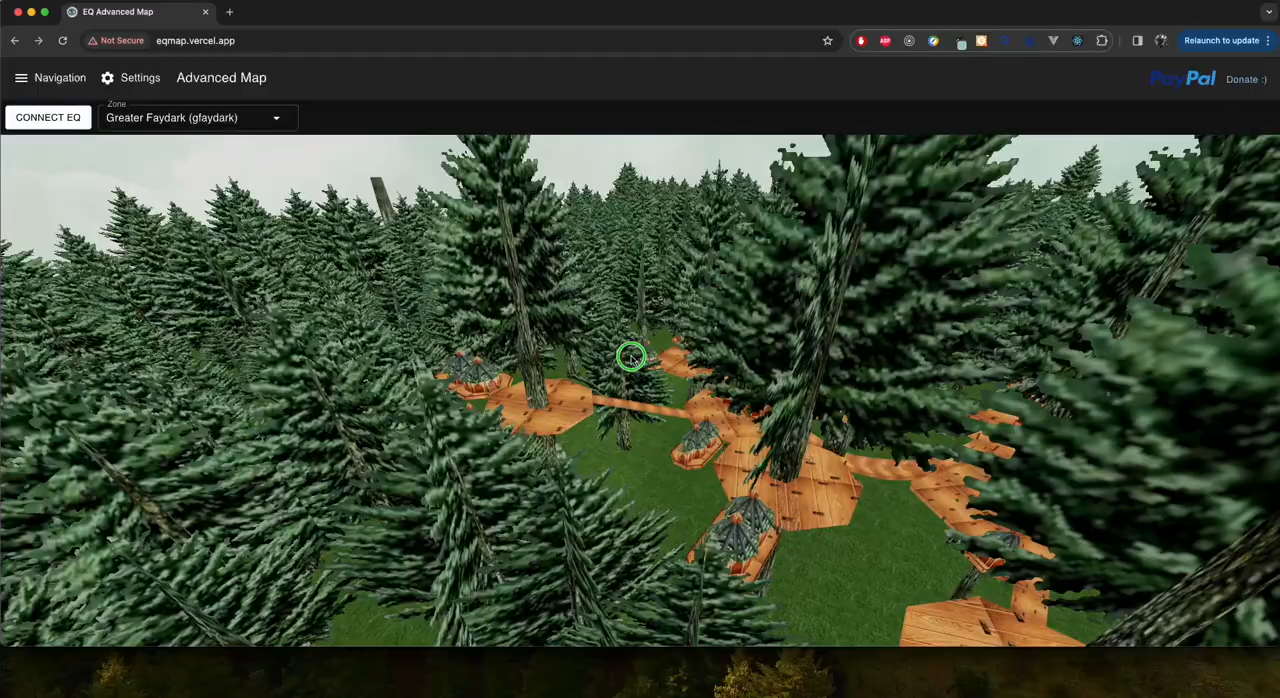 EQ Advanced Map
Not Secure
eqmap.vercel.app
ABP
Relaunch to update
Navigation
Settings
Advanced Map
PayPal
Donate :)
CONNECT EQ
Zone
Greater Faydark (gfaydark)